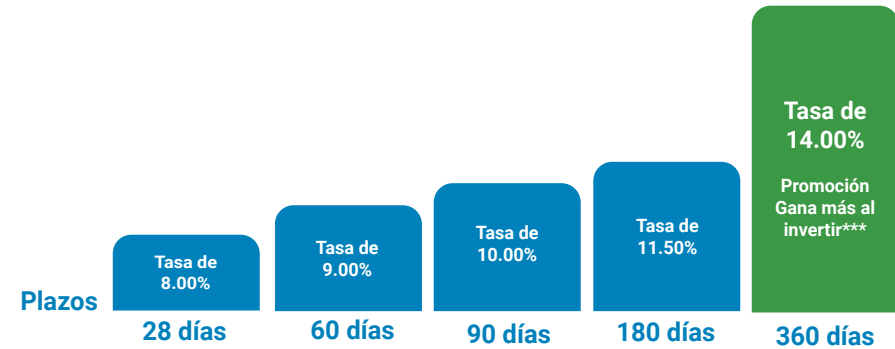 Tasa de
14.00%
Promoción
Gana más al
invertir***
Tasa de
11.50%
Tasa de
10.00%
Tasa de
9.00%
Tasa de
8.00%
Plazos
28 días
60 días
90 días
180 días
360 días